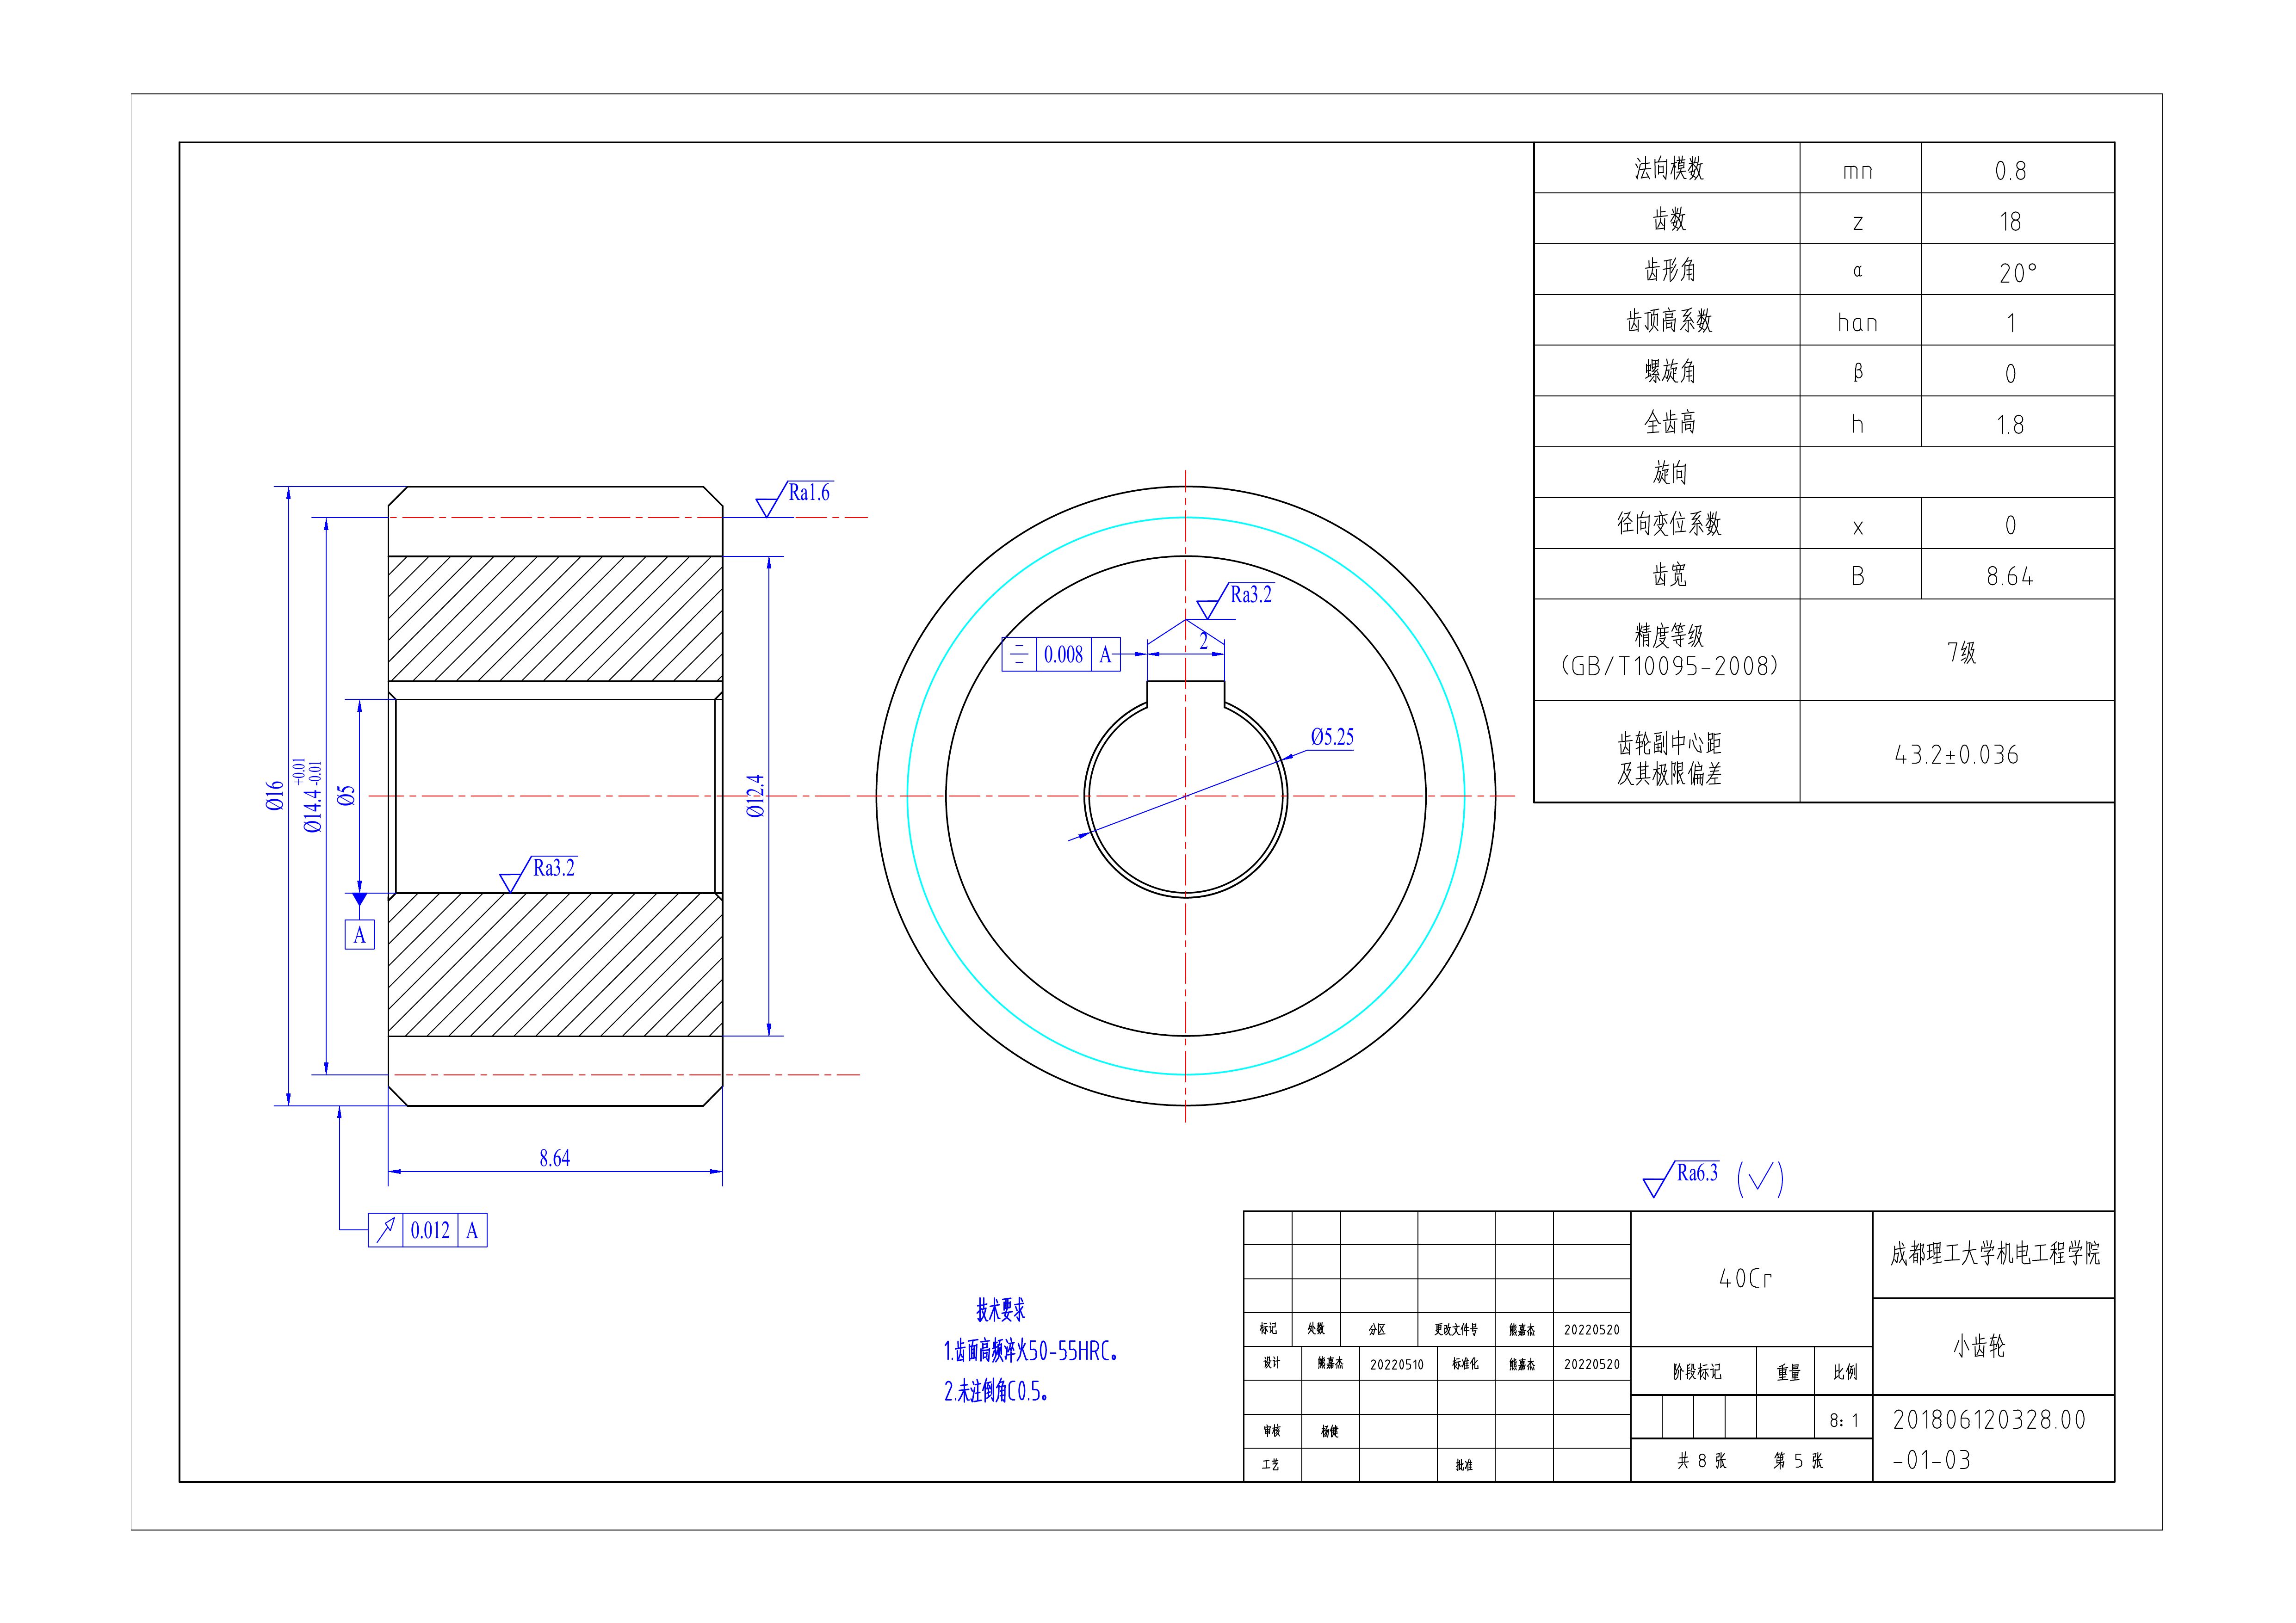 法向模数 mn 0.8
齿数 z 18
齿形角 α 20°
齿顶高系数 han 1
螺旋角 β 0
全齿高 h 1.8
旋向
径向变位系数 x 0
齿宽 B 8.64
精度等级
(GB/T10095-2008)
7级
齿轮副中心距
及其极限偏差
43.2±0.036
Ra1.6
Ø16
Ø14.4 +0.01 -0.01
Ø5
Ø12.4
Ra3.2
A
8.64
0.012 A
Ra3.2
0.008 A
2
Ø5.25
技术要求
1.齿面高频淬火50-55HRC。
2.未注倒角C0.5。
Ra6.3 (√)
标记 处数 分区 更改文件号 熊嘉杰 20220520
设计 熊嘉杰 20220510 标准化 熊嘉杰 20220520
审核 杨健
工艺 批准
40Cr
阶段标记 重量 比例
8:1
共 8 张 第 5 张
成都理工大学机电工程学院
小齿轮
201806120328.00
-01-03